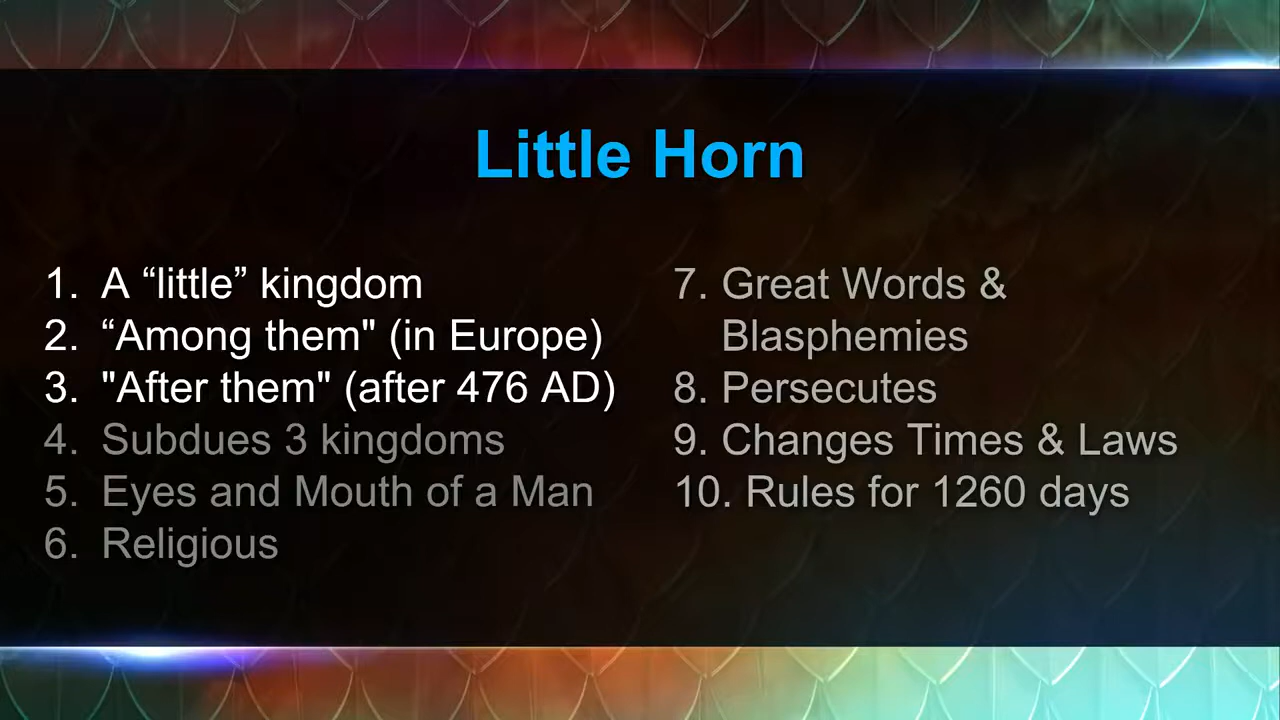 Little Horn
1. A “little” kingdom
2. “Among them" (in Europe)
3. "After them" (after 476 AD)
4. Subdues 3 kingdoms
5. Eyes and Mouth of a Man
6. Religious
7. Great Words &
Blasphemies
8. Persecutes
9. Changes Times & Laws
10. Rules for 1260 days